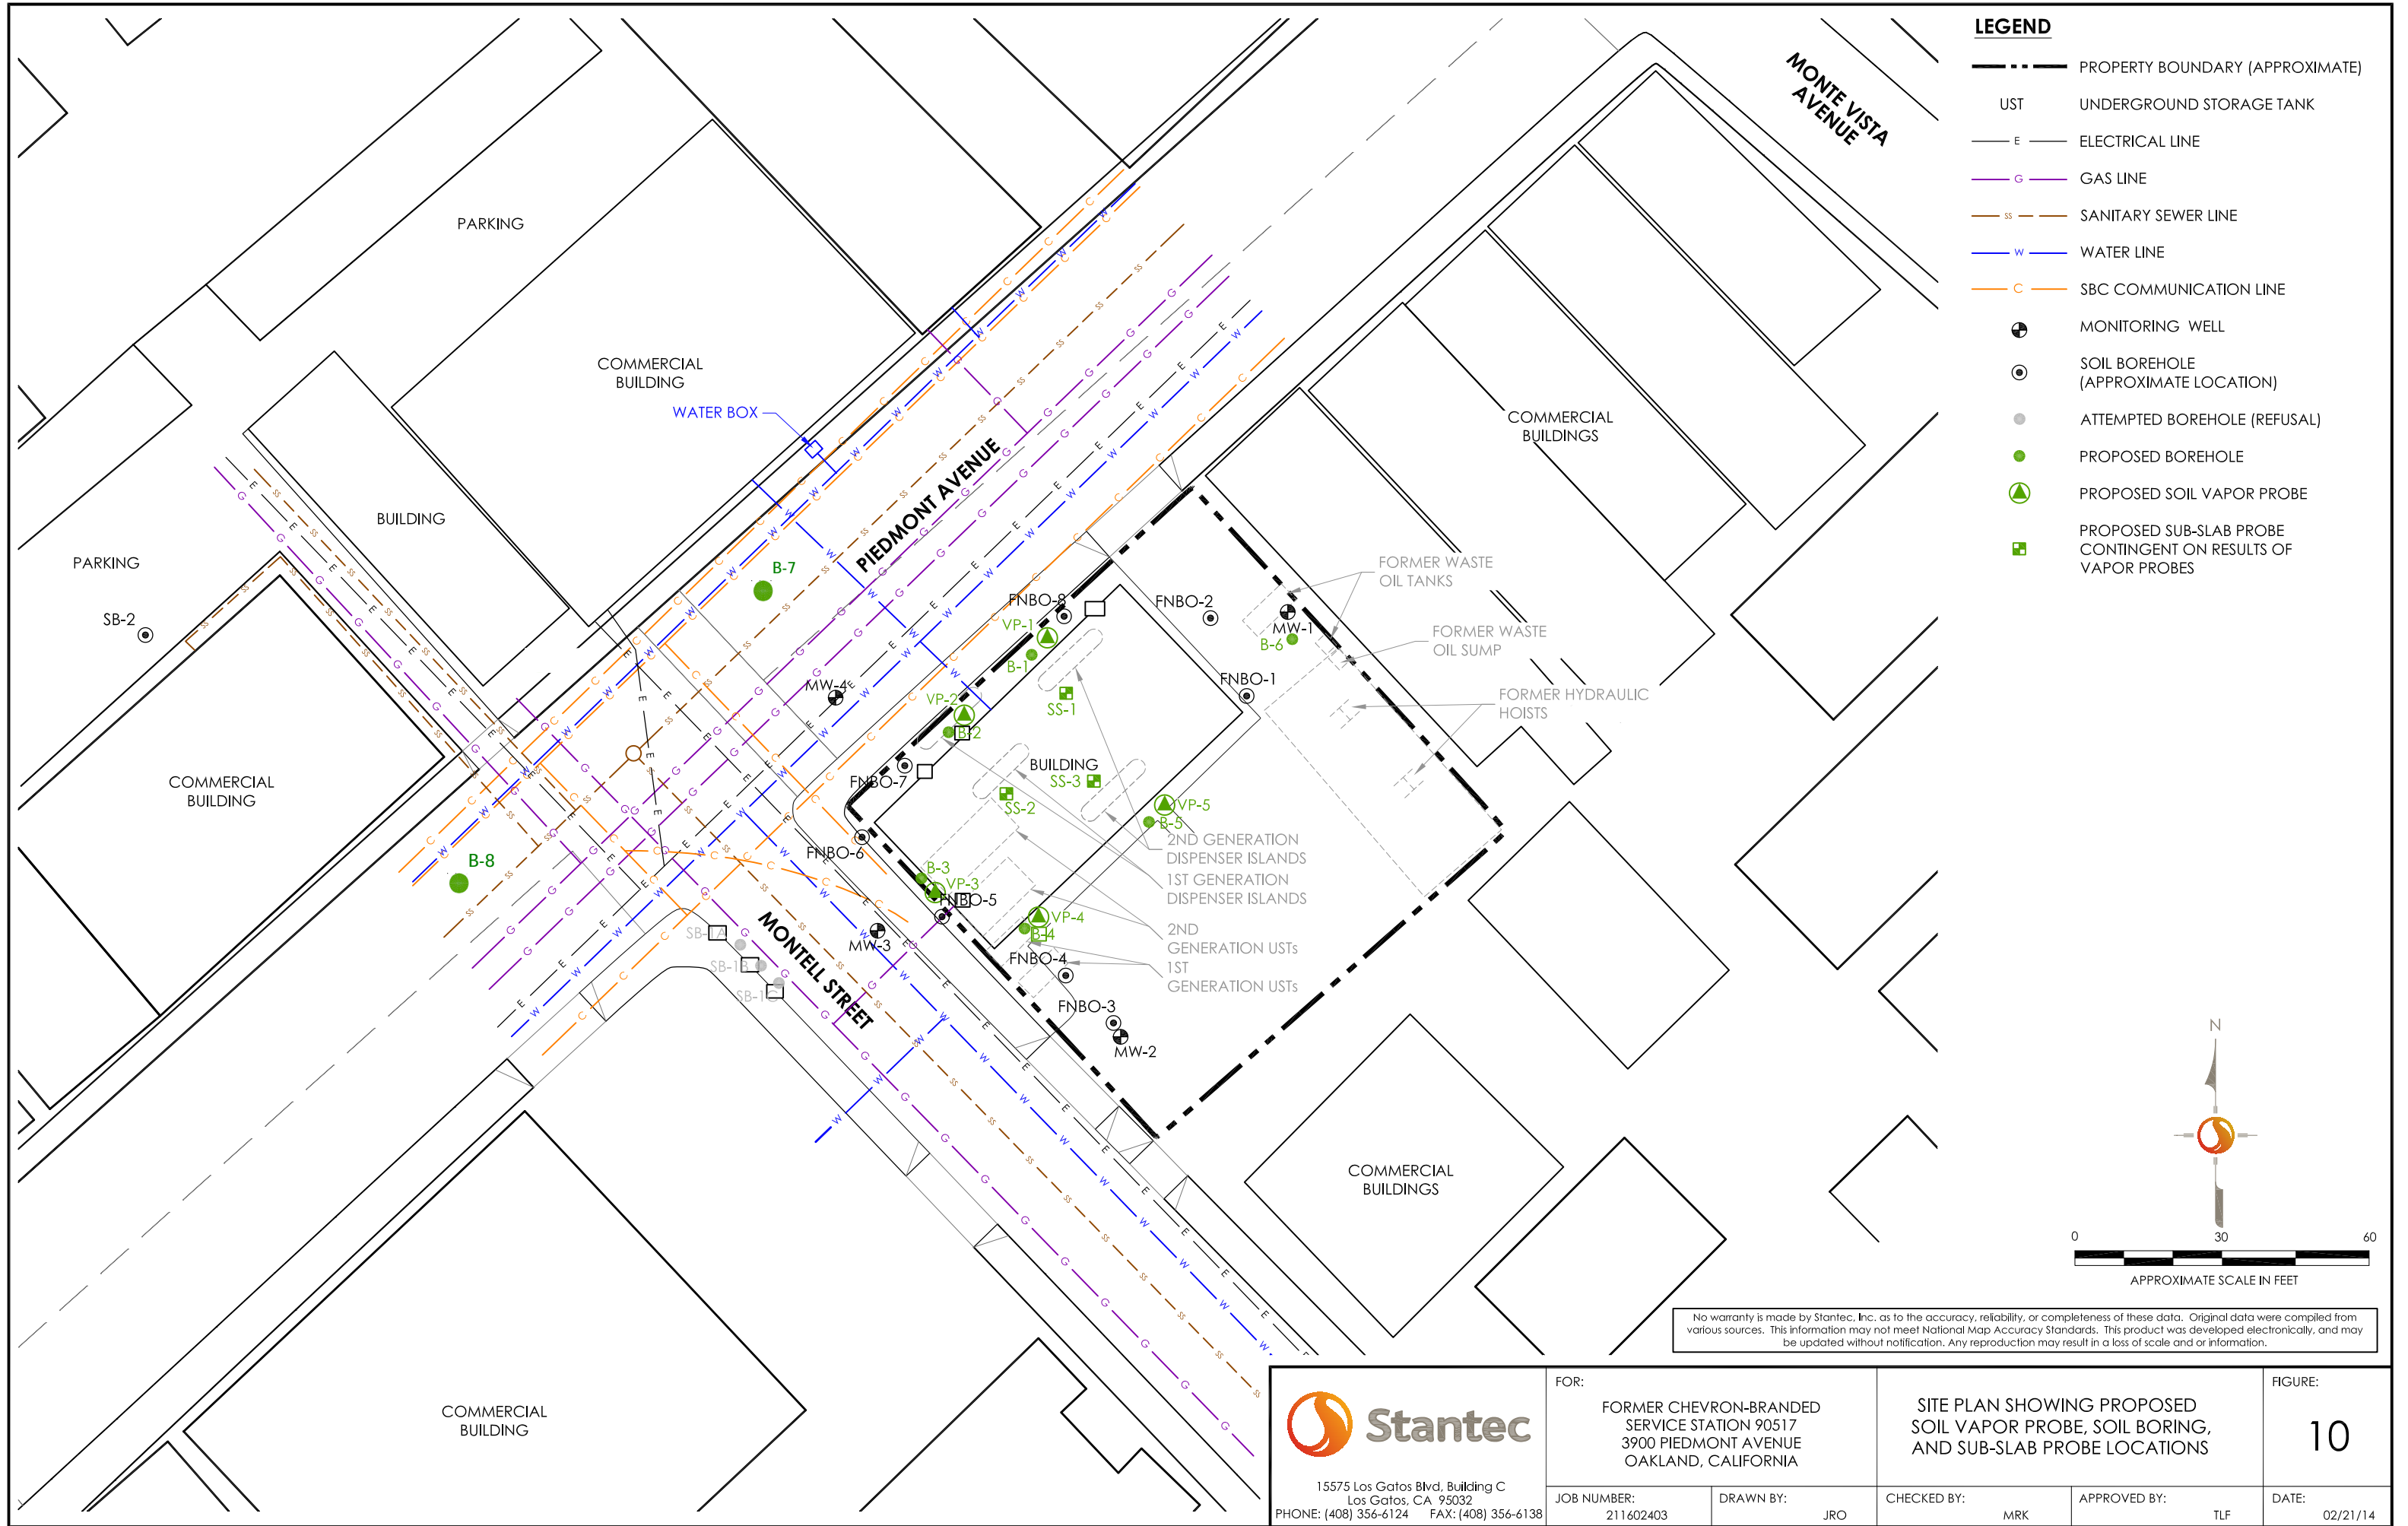 LEGEND
PROPERTY BOUNDARY (APPROXIMATE)
UST UNDERGROUND STORAGE TANK
E ELECTRICAL LINE
G GAS LINE
SS SANITARY SEWER LINE
W WATER LINE
C SBC COMMUNICATION LINE
MONITORING WELL
SOIL BOREHOLE
(APPROXIMATE LOCATION)
ATTEMPTED BOREHOLE (REFUSAL)
PROPOSED BOREHOLE
PROPOSED SOIL VAPOR PROBE
PROPOSED SUB-SLAB PROBE
CONTINGENT ON RESULTS OF
VAPOR PROBES
MONTE VISTA
AVENUE
PARKING
COMMERCIAL
BUILDING
WATER BOX
BUILDING
PARKING
SB-2
COMMERCIAL
BUILDING
PIEDMONT AVENUE
B-7
B-8
COMMERCIAL
BUILDINGS
FORMER WASTE
OIL TANKS
FORMER WASTE
OIL SUMP
FORMER HYDRAULIC
HOISTS
FNBO-8
FNBO-2
VP-1
B-1
MW-1
B-6
FNBO-1
MW-4
VP-2
B-2
SS-1
FNBO-7
BUILDING
SS-3
SS-2
VP-5
B-5
FNBO-6
2ND GENERATION
DISPENSER ISLANDS
1ST GENERATION
DISPENSER ISLANDS
B-3
VP-3
FNBO-5
VP-4
B-4
2ND
GENERATION USTs
1ST
GENERATION USTs
MW-3
FNBO-4
FNBO-3
MW-2
SB-1A
SB-1B
SB-1C
MONTELL STREET
COMMERCIAL
BUILDINGS
COMMERCIAL
BUILDING
N
0 30 60
APPROXIMATE SCALE IN FEET
No warranty is made by Stantec, Inc. as to the accuracy, reliability, or completeness of these data. Original data were compiled from
various sources. This information may not meet National Map Accuracy Standards. This product was developed electronically, and may
be updated without notification. Any reproduction may result in a loss of scale and or information.
Stantec
15575 Los Gatos Blvd, Building C
Los Gatos, CA 95032
PHONE: (408) 356-6124 FAX: (408) 356-6138
FOR:
FORMER CHEVRON-BRANDED
SERVICE STATION 90517
3900 PIEDMONT AVENUE
OAKLAND, CALIFORNIA
SITE PLAN SHOWING PROPOSED
SOIL VAPOR PROBE, SOIL BORING,
AND SUB-SLAB PROBE LOCATIONS
FIGURE:
10
JOB NUMBER:
211602403
DRAWN BY:
JRO
CHECKED BY:
MRK
APPROVED BY:
TLF
DATE:
02/21/14